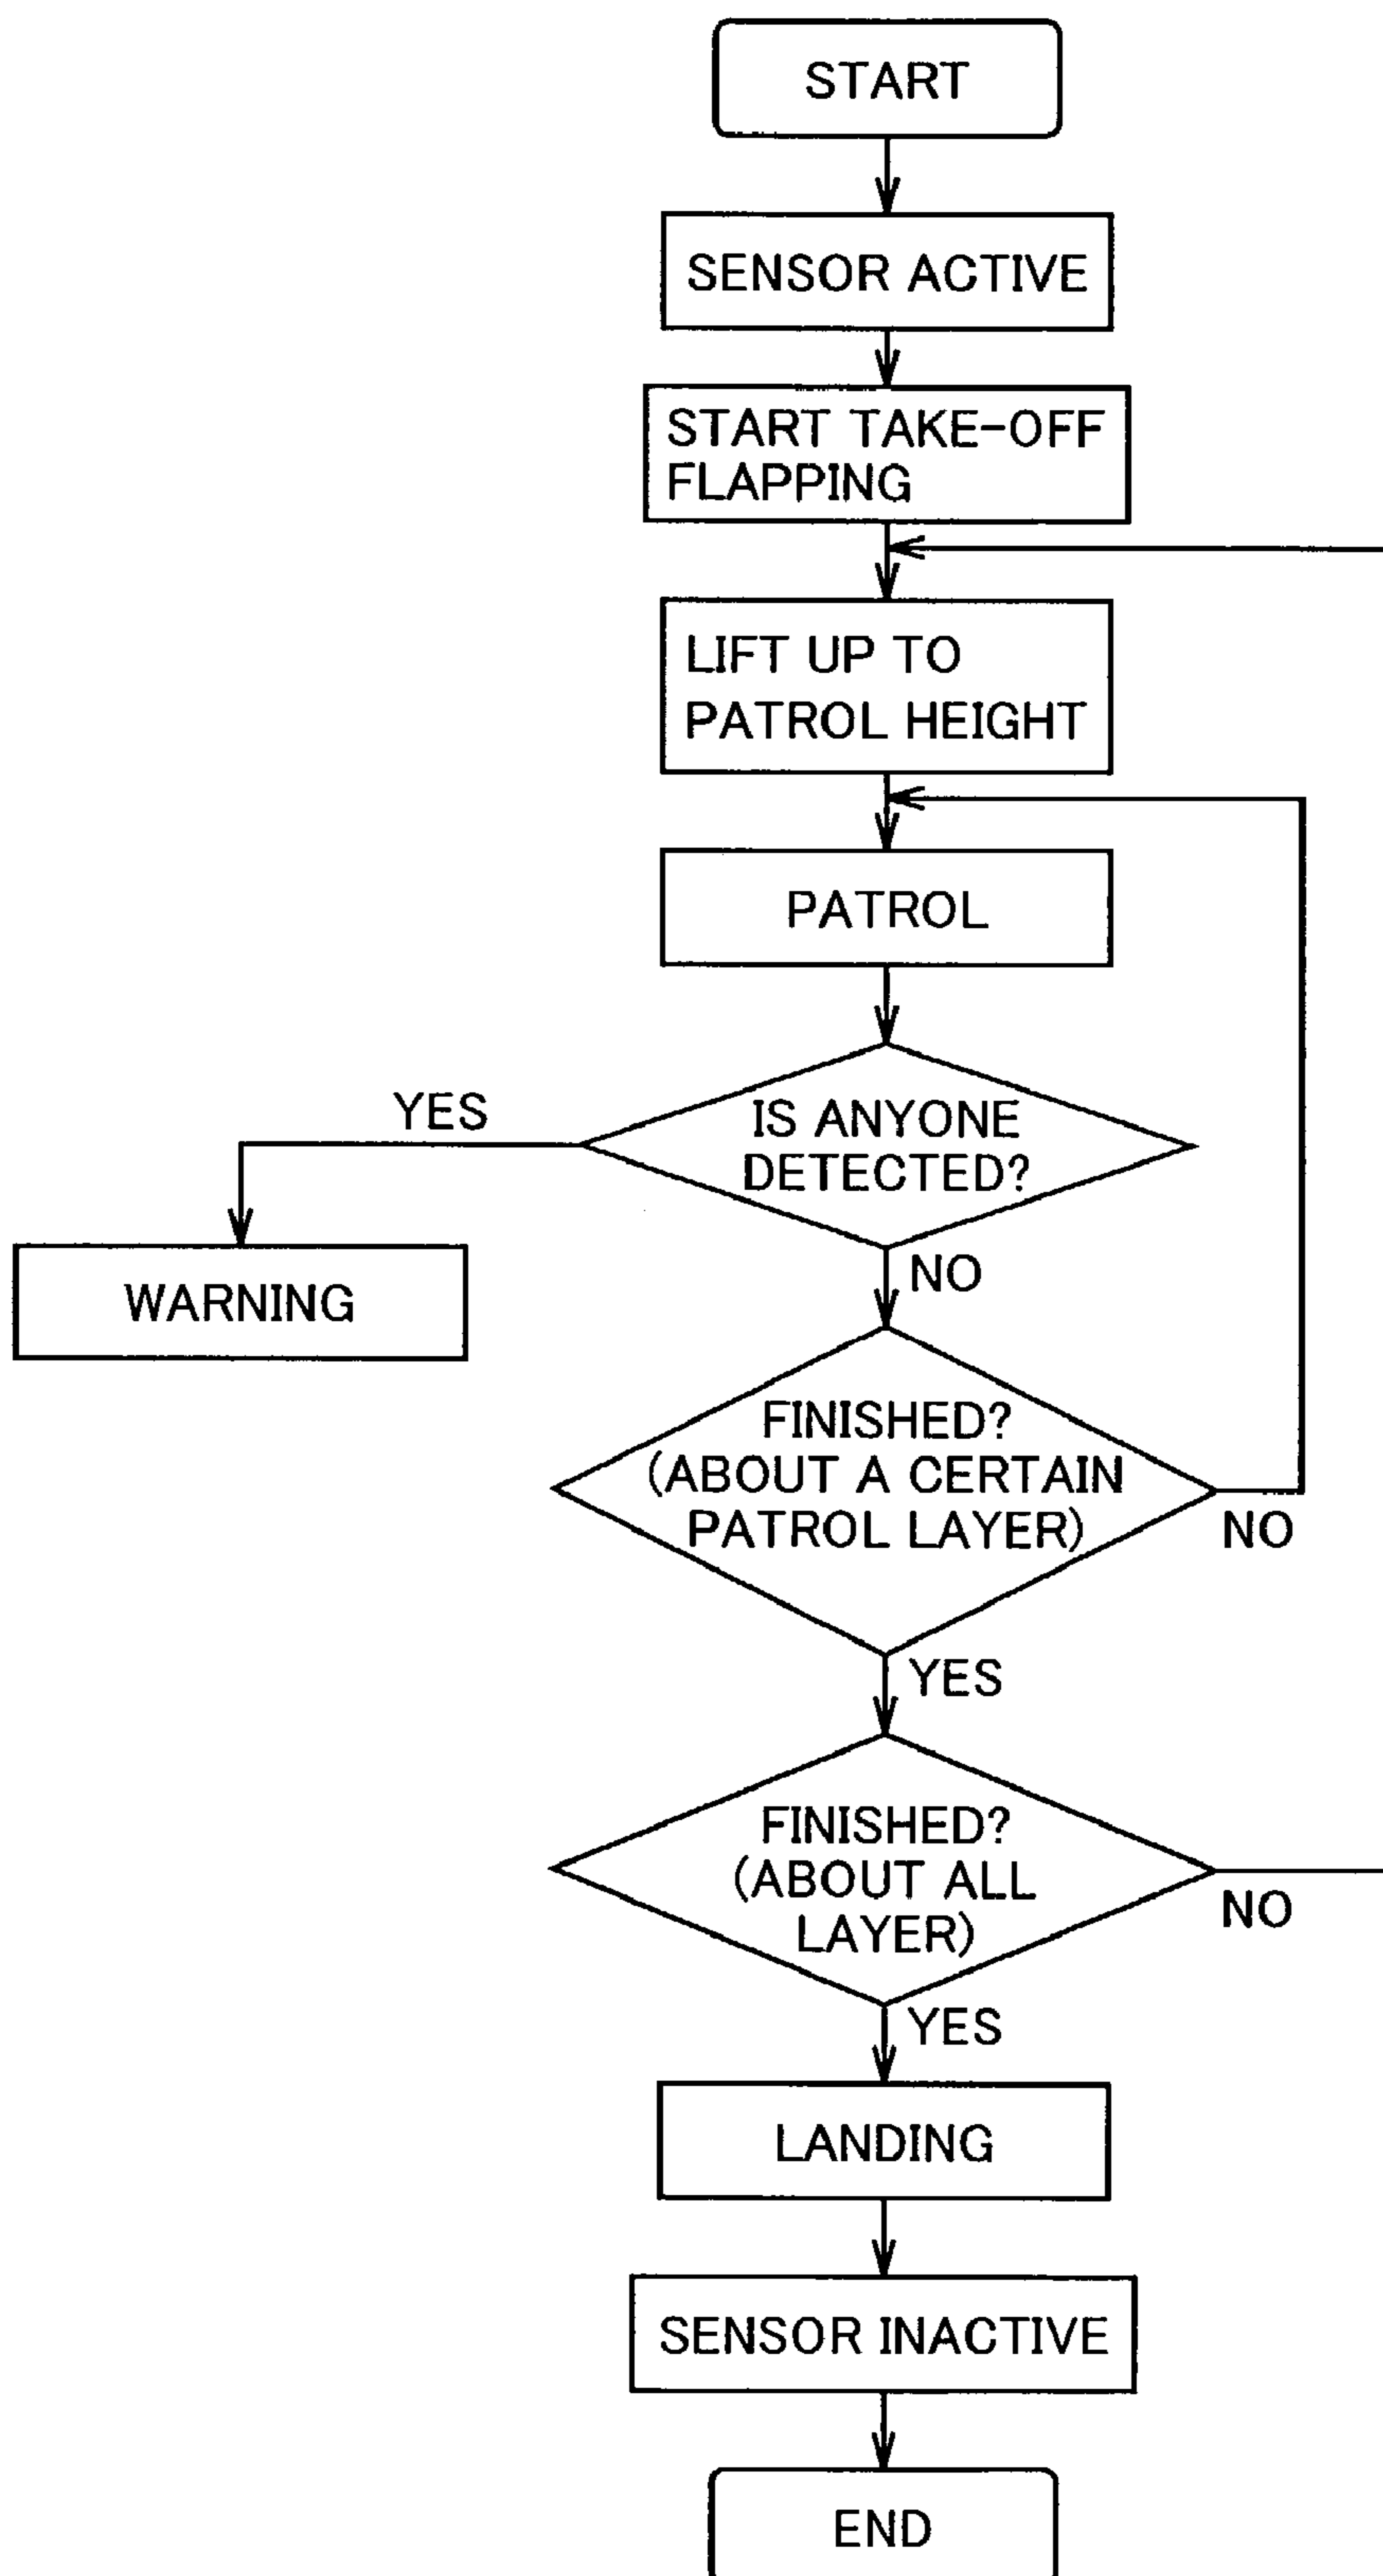 START
SENSOR ACTIVE
START TAKE-OFF
FLAPPING
LIFT UP TO
PATROL HEIGHT
PATROL
YES
IS ANYONE
DETECTED?
WARNING
NO
FINISHED?
(ABOUT A CERTAIN
PATROL LAYER)
NO
YES
FINISHED?
(ABOUT ALL
LAYER)
NO
YES
LANDING
SENSOR INACTIVE
END